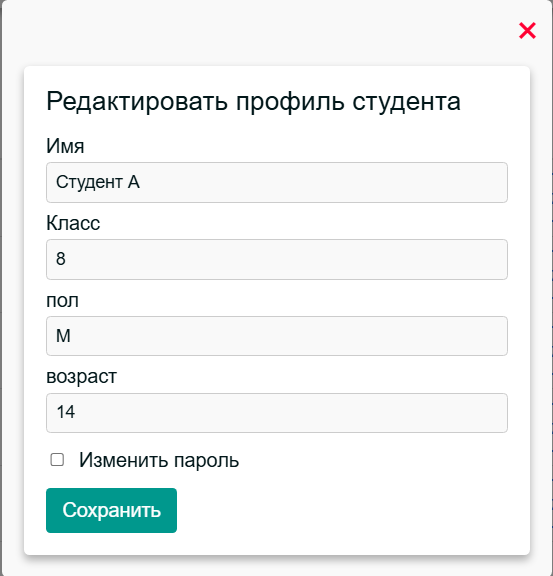 Редактировать профиль студента
Имя
Студент А
Класс
8
пол
М
возраст
14
Изменить пароль
Сохранить